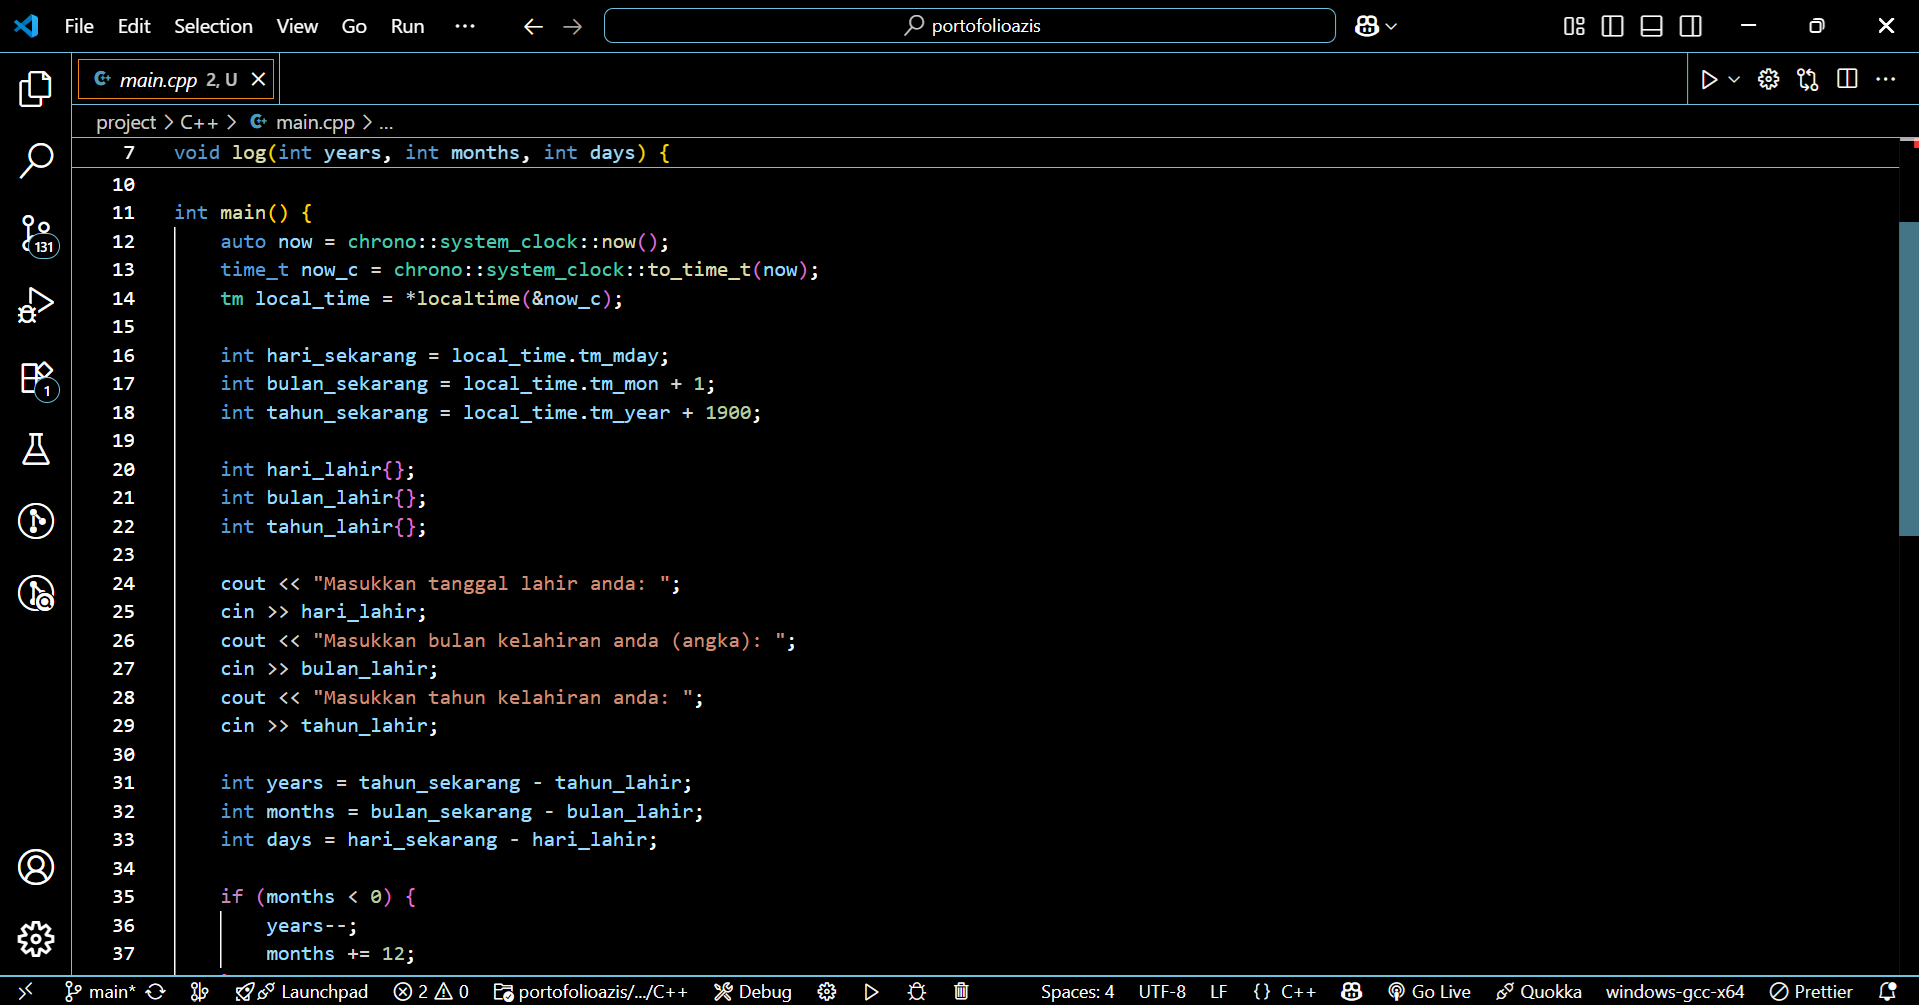 File Edit Selection View Go Run ··· portofolioazis
main.cpp 2, U
project > C++ > main.cpp > ...
7 void log(int years, int months, int days) {
10
11 int main() {
12 auto now = chrono::system_clock::now();
13 time_t now_c = chrono::system_clock::to_time_t(now);
14 tm local_time = *localtime(&now_c);
15
16 int hari_sekarang = local_time.tm_mday;
17 int bulan_sekarang = local_time.tm_mon + 1;
18 int tahun_sekarang = local_time.tm_year + 1900;
19
20 int hari_lahir{};
21 int bulan_lahir{};
22 int tahun_lahir{};
23
24 cout << "Masukkan tanggal lahir anda: ";
25 cin >> hari_lahir;
26 cout << "Masukkan bulan kelahiran anda (angka): ";
27 cin >> bulan_lahir;
28 cout << "Masukkan tahun kelahiran anda: ";
29 cin >> tahun_lahir;
30
31 int years = tahun_sekarang - tahun_lahir;
32 int months = bulan_sekarang - bulan_lahir;
33 int days = hari_sekarang - hari_lahir;
34
35 if (months < 0) {
36 years--;
37 months += 12;
131
1
main* Launchpad 2 0 portofolioazis/.../C++ Debug Spaces: 4 UTF-8 LF {} C++ Go Live Quokka windows-gcc-x64 Prettier